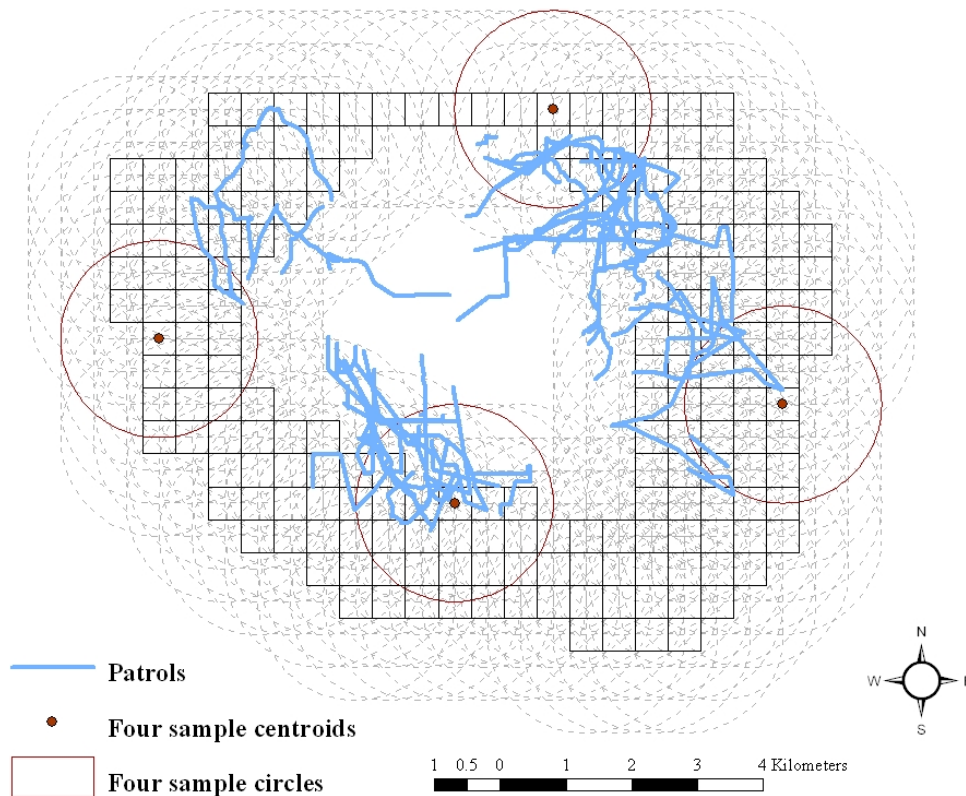 N
W
S
Patrols
Four sample centroids
Four sample circles
1 0.5 0 1 2 3 4 Kilometers